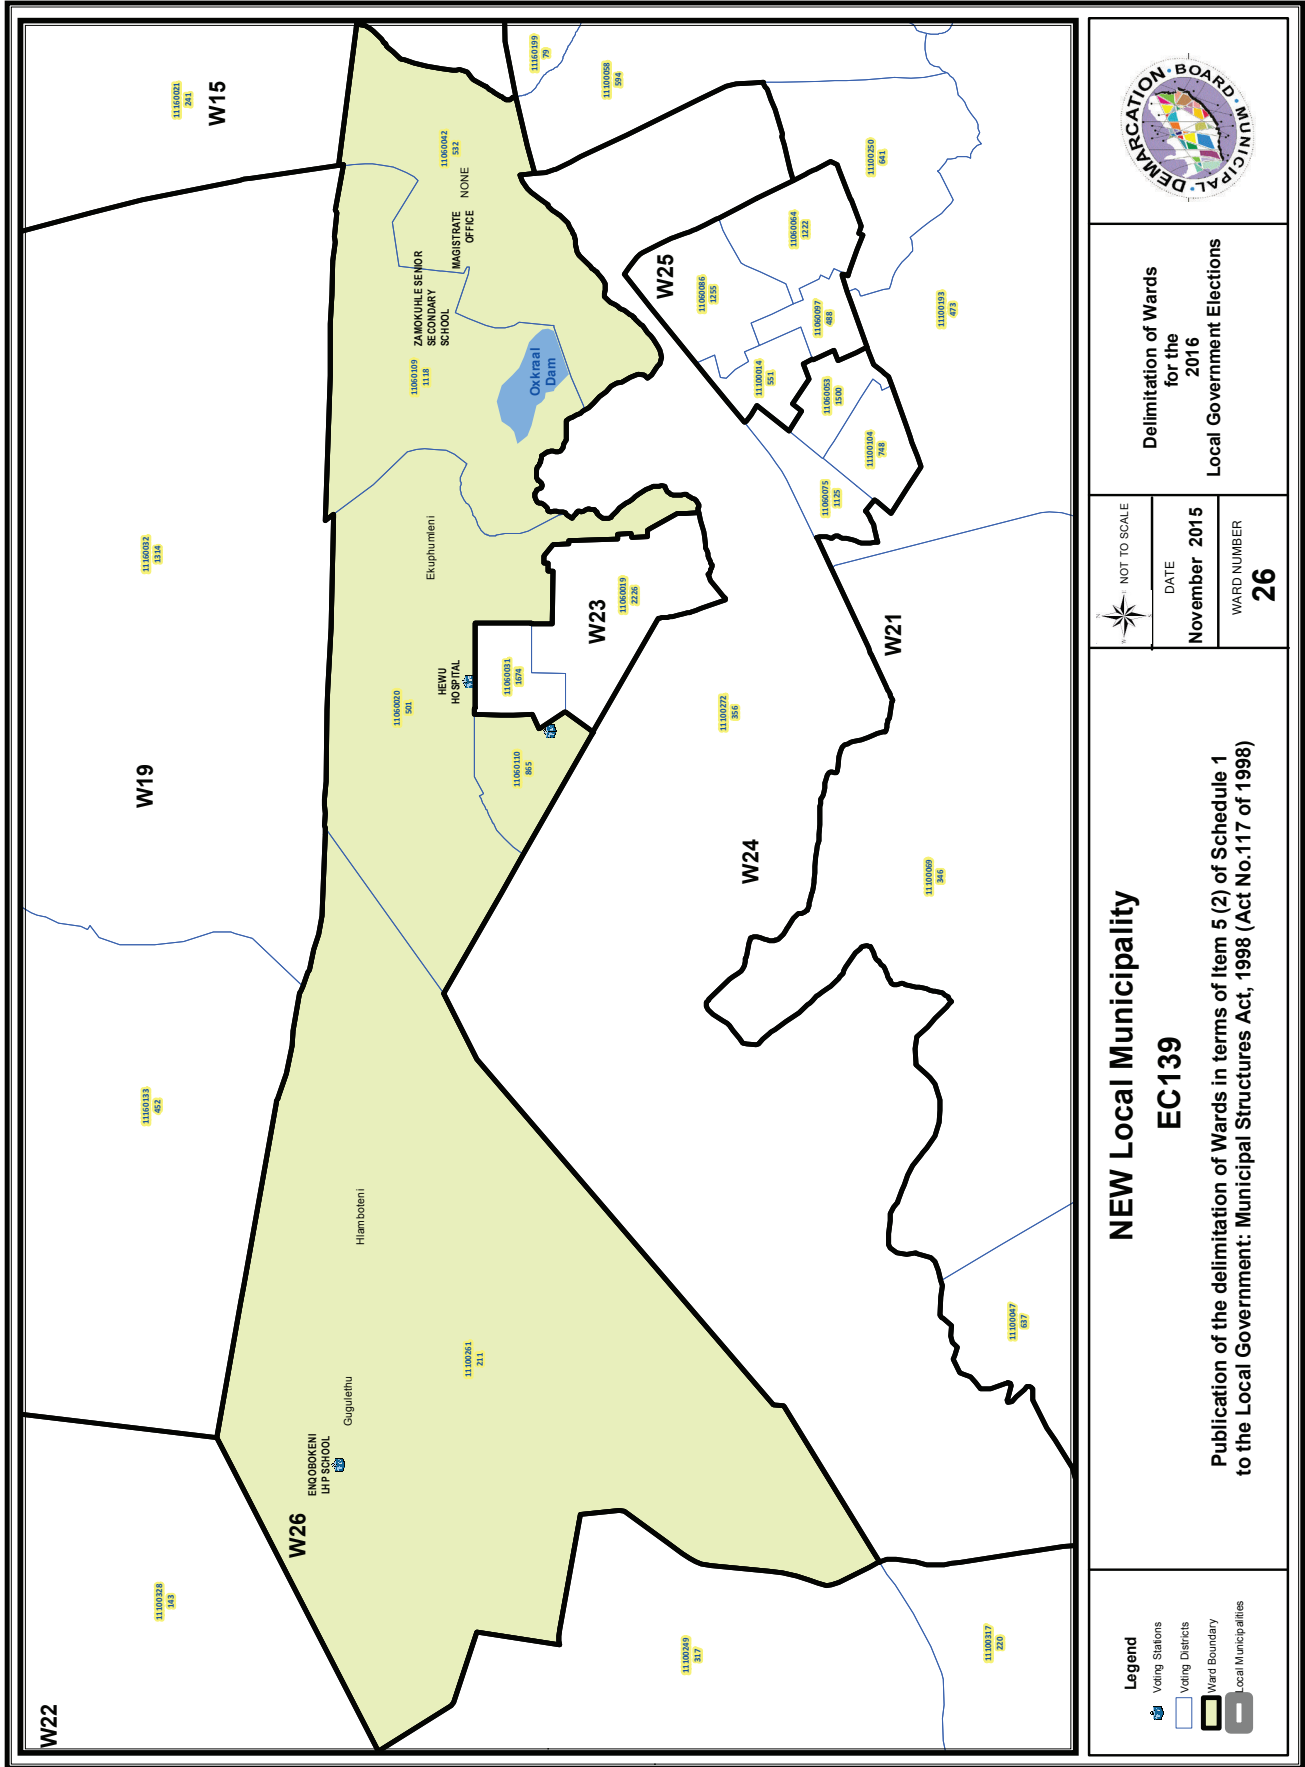 W22
W19
W15
W26
W24
W23
W21
W25
11160021
241
11160199
79
11100058
594
11060042
532
NONE
MAGISTRATE
OFFICE
ZAMOKUHLE SENIOR
SECONDARY
SCHOOL
11060109
1118
Oxkraal
Dam
11100250
641
11060064
1222
11060086
1255
11060097
488
11100193
473
11100014
551
11060053
1500
11100104
748
11060075
1125
11160032
1314
Ekuphumleni
11060019
2226
11060031
1674
HEWU
HOSPITAL
11060020
501
11060110
865
11100272
356
11100069
346
11160133
452
Hlamboteni
11100261
211
Gugulethu
ENQOBOKENI
LHP SCHOOL
11100047
637
11100328
143
11100249
317
11100317
220
Legend
Voting Stations
Voting Districts
Ward Boundary
Local Municipalities
NEW Local Municipality
EC139
Publication of the delimitation of Wards in terms of Item 5 (2) of Schedule 1
to the Local Government: Municipal Structures Act, 1998 (Act No.117 of 1998)
NOT TO SCALE
DATE
November 2015
WARD NUMBER
26
Delimitation of Wards
for the
2016
Local Government Elections
MUNICIPAL • DEMARCATION • BOARD •